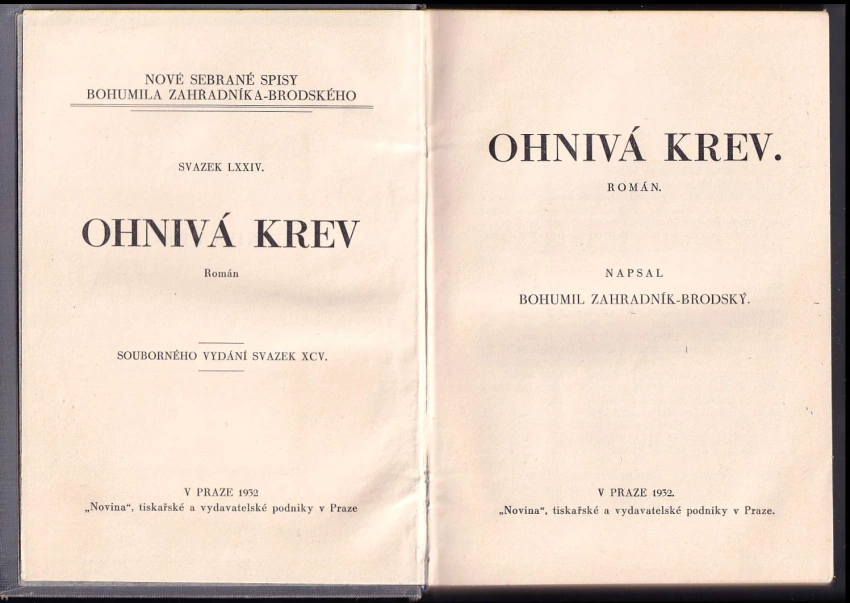 NOVÉ SEBRANÉ SPISY
BOHUMILA ZAHRADNÍKA-BRODSKÉHO
SVAZEK LXXIV.
OHNIVÁ KREV
Román
SOUBORNÉHO VYDÁNÍ SVAZEK XCV.
V PRAZE 1932
„Novina“, tiskařské a vydavatelské podniky v Praze
OHNIVÁ KREV.
ROMÁN.
NAPSAL
BOHUMIL ZAHRADNÍK-BRODSKÝ.
V PRAZE 1932.
„Novina“, tiskařské a vydavatelské podniky v Praze.